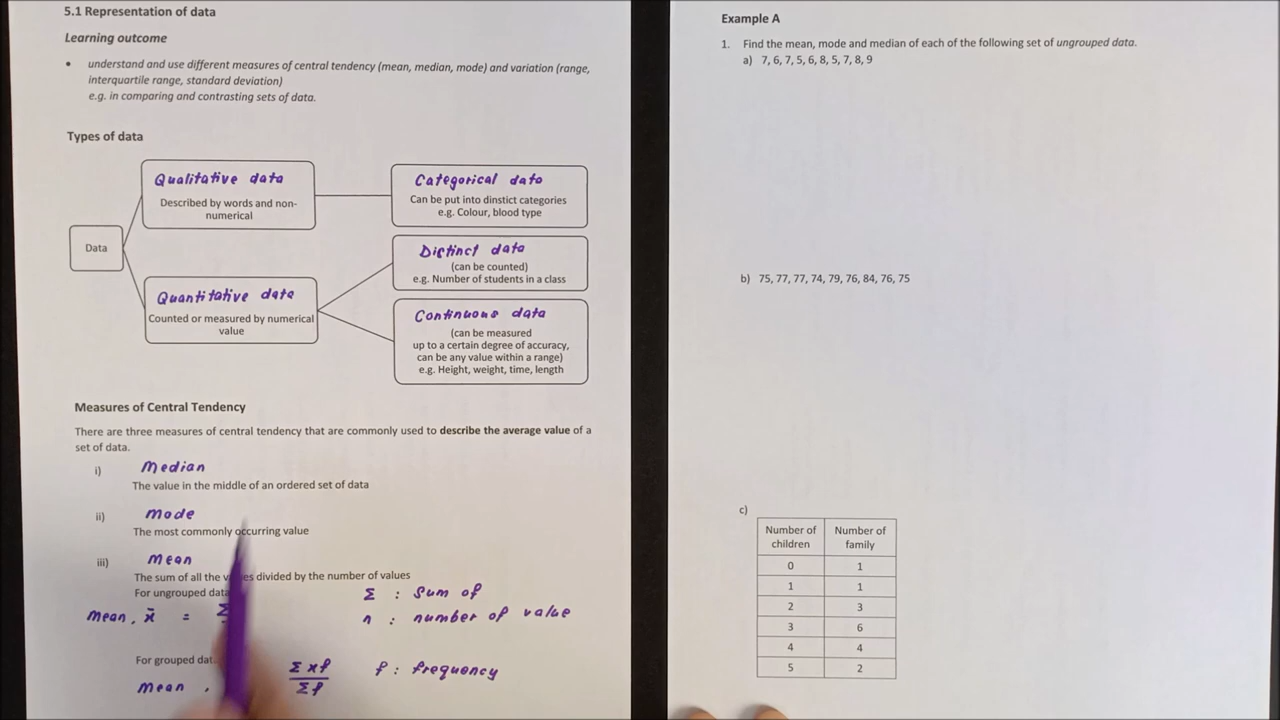 5.1 Representation of data
Learning outcome
• understand and use different measures of central tendency (mean, median, mode) and variation (range,
interquartile range, standard deviation)
e.g. in comparing and contrasting sets of data.
Types of data
Data
Qualitative data
Described by words and non-
numerical
Quantitative data
Counted or measured by numerical
value
Categorical data
Can be put into dinstict categories
e.g. Colour, blood type
Distinct data
(can be counted)
e.g. Number of students in a class
Continuous data
(can be measured
up to a certain degree of accuracy,
can be any value within a range)
e.g. Height, weight, time, length
Measures of Central Tendency
There are three measures of central tendency that are commonly used to describe the average value of a
set of data.
i) Median
The value in the middle of an ordered set of data
ii) mode
The most commonly occurring value
iii) mean
The sum of all the divided by the number of values
For ungrouped data
Σ : sum of
mean, x̄ = Σ
n : number of value
For grouped
mean ,
Σxf
Σf
f : frequency
Example A
1. Find the mean, mode and median of each of the following set of ungrouped data.
a) 7, 6, 7, 5, 6, 8, 5, 7, 8, 9
b) 75, 77, 77, 74, 79, 76, 84, 76, 75
c)
Number of children Number of family
0 1
1 1
2 3
3 6
4 4
5 2